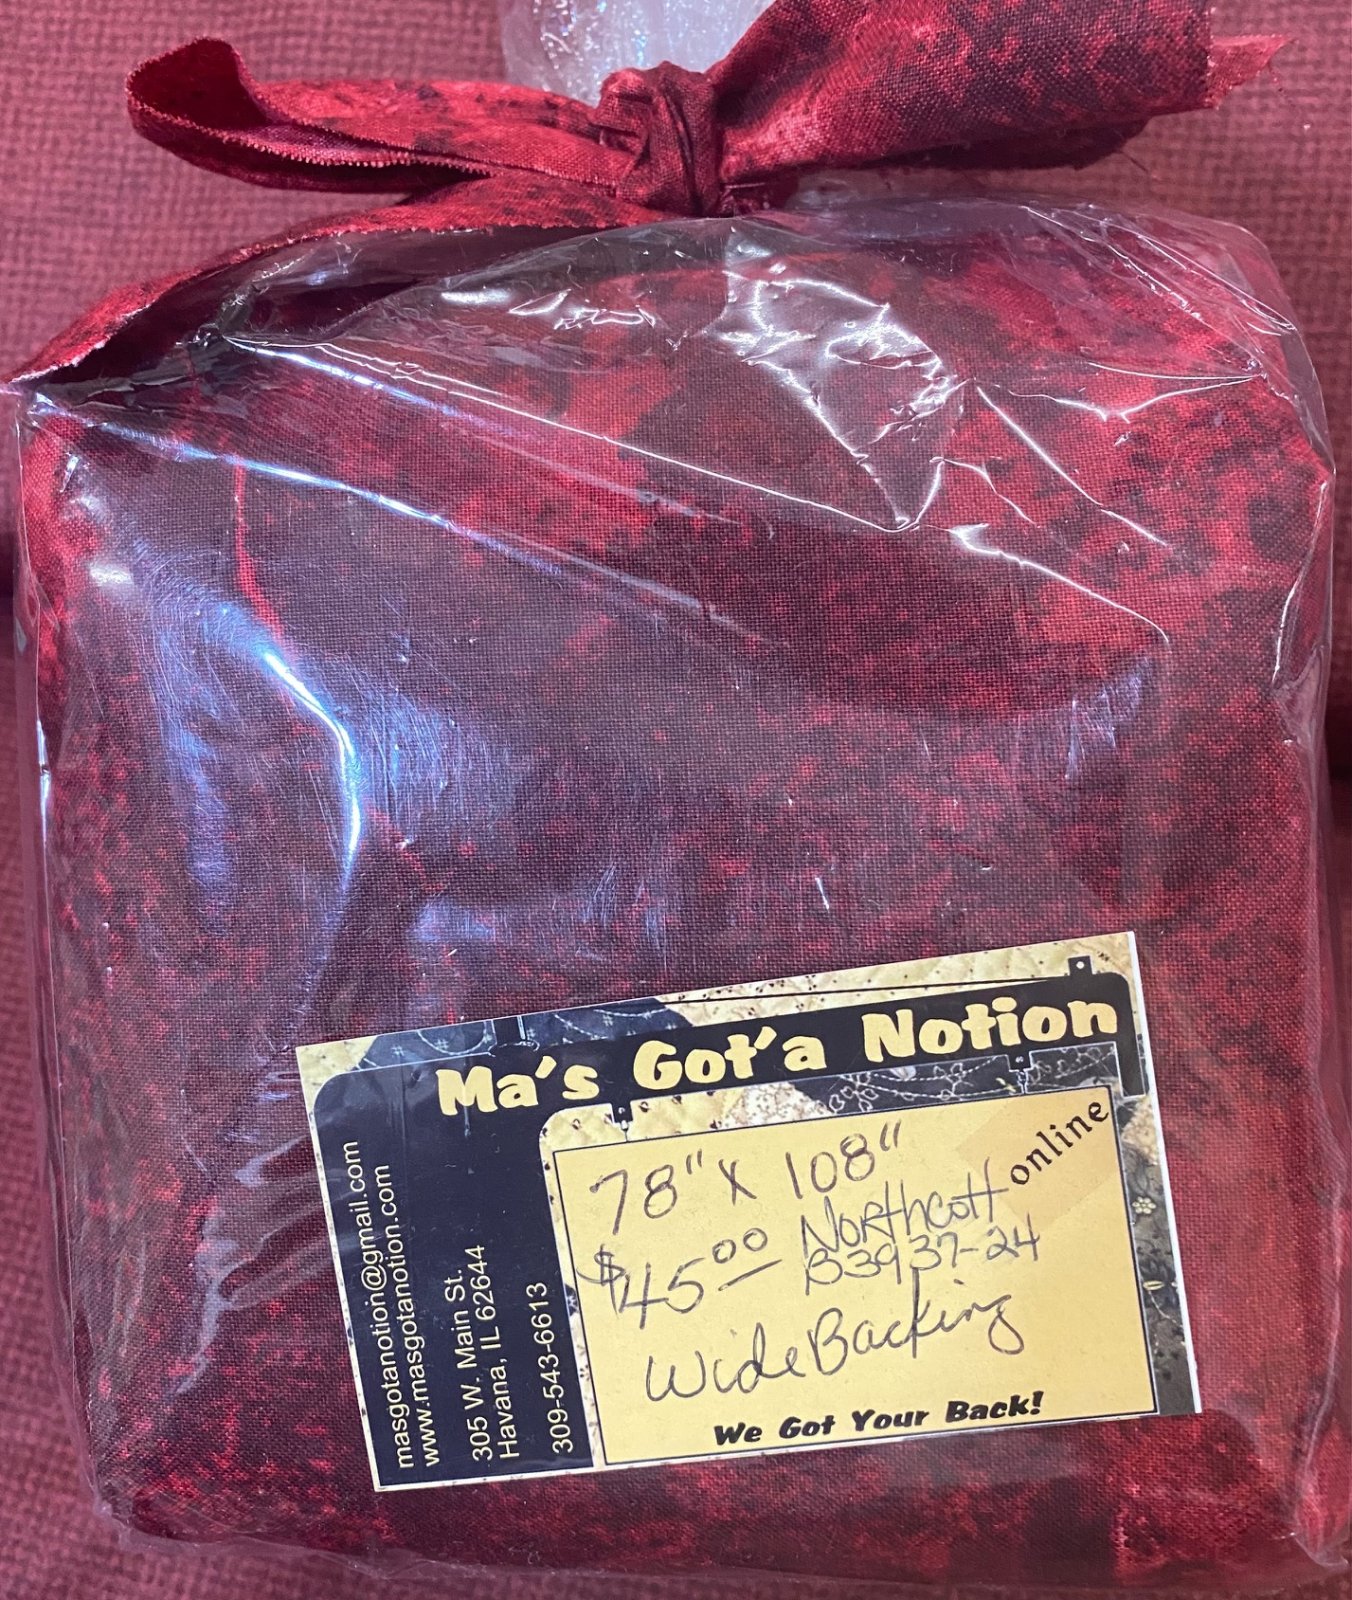 Ma's Got'a Notion
online
78" x 108"
$45.00 Northcott
B3937-24
Wide Backing
We Got Your Back!
masgotanotion@gmail.com
www.masgotanotion.com
305 W. Main St.
Havana, IL 62644
309-543-6613